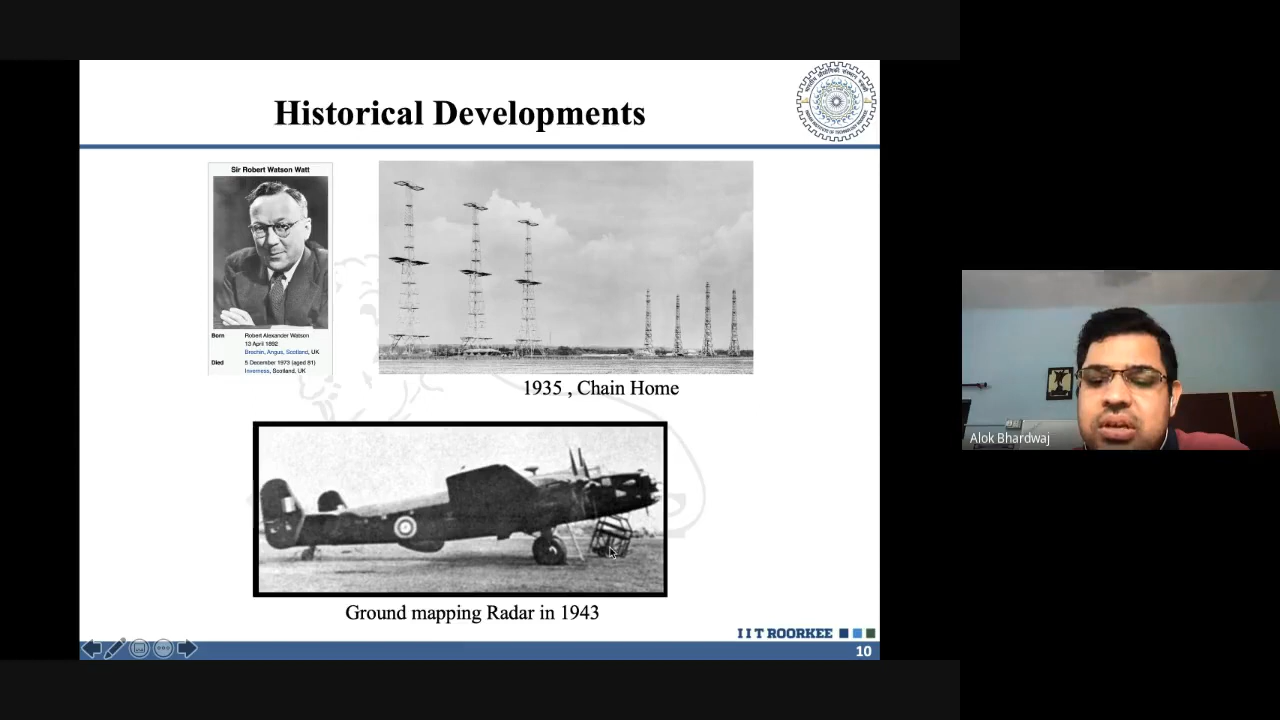 Historical Developments
Sir Robert Watson Watt
Born Robert Alexander Watson
13 April 1892
Brechin, Angus, Scotland, UK
Died 5 December 1973 (aged 81)
Inverness, Scotland, UK
1935 , Chain Home
Ground mapping Radar in 1943
I I T ROORKEE
10
Alok Bhardwaj